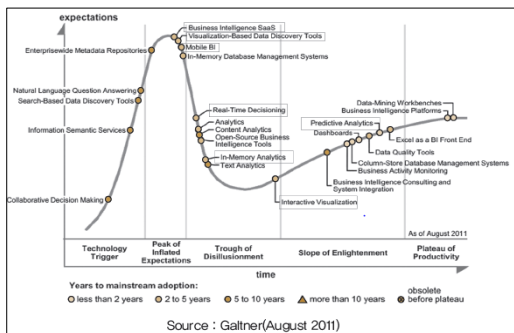 expectations
Business Intelligence SaaS
Visualization-Based Data Discovery Tools
Enterprisewide Metadata Repositories
Mobile BI
In-Memory Database Management Systems
Natural Language Question Answering
Search-Based Data Discovery Tools
Information Semantic Services
Collaborative Decision Making
Real-Time Decisioning
Analytics
Content Analytics
Open-Source Business
Intelligence Tools
In-Memory Analytics
Text Analytics
Interactive Visualization
Data-Mining Workbenches
Business Intelligence Platforms
Predictive Analytics
Dashboards
Excel as a BI Front End
Data Quality Tools
Column-Store Database Management Systems
Business Activity Monitoring
Business Intelligence Consulting and
System Integration
As of August 2011
Technology
Trigger
Peak of
Inflated
Expectations
Trough of
Disillusionment
Slope of Enlightenment
Plateau of
Productivity
time
Years to mainstream adoption:
less than 2 years
2 to 5 years
5 to 10 years
more than 10 years
obsolete
before plateau
Source : Galtner(August 2011)